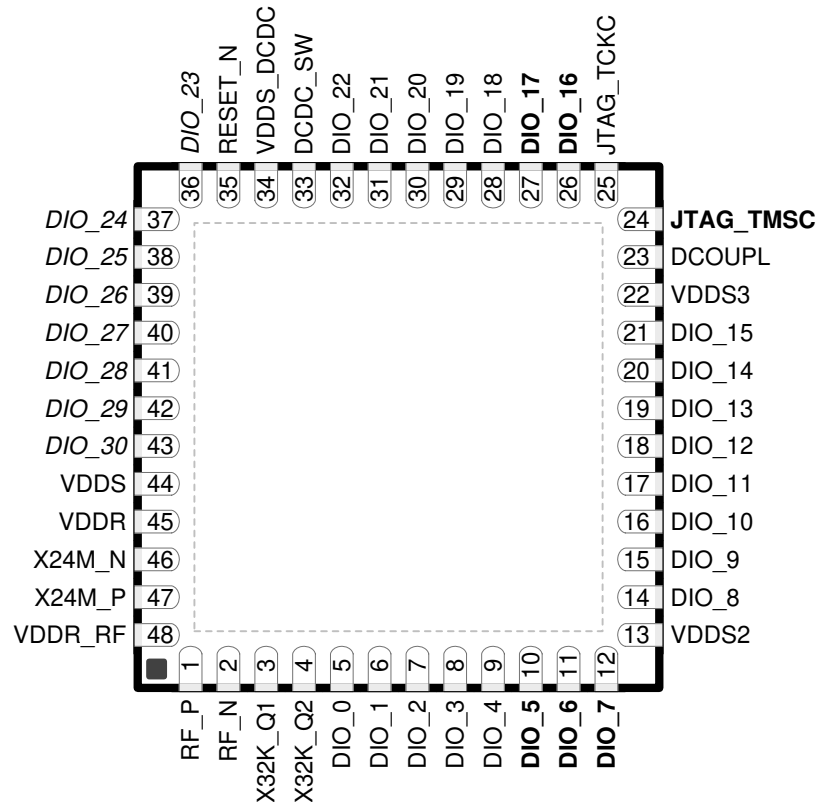 DIO_23
RESET_N
VDDS_DCDC
DCDC_SW
DIO_22
DIO_21
DIO_20
DIO_19
DIO_18
DIO_17
DIO_16
JTAG_TCKC
36
35
34
33
32
31
30
29
28
27
26
25
DIO_24 37
DIO_25 38
DIO_26 39
DIO_27 40
DIO_28 41
DIO_29 42
DIO_30 43
VDDS 44
VDDR 45
X24M_N 46
X24M_P 47
VDDR_RF 48
24 JTAG_TMSC
23 DCOUPL
22 VDDS3
21 DIO_15
20 DIO_14
19 DIO_13
18 DIO_12
17 DIO_11
16 DIO_10
15 DIO_9
14 DIO_8
13 VDDS2
1
2
3
4
5
6
7
8
9
10
11
12
RF_P
RF_N
X32K_Q1
X32K_Q2
DIO_0
DIO_1
DIO_2
DIO_3
DIO_4
DIO_5
DIO_6
DIO_7